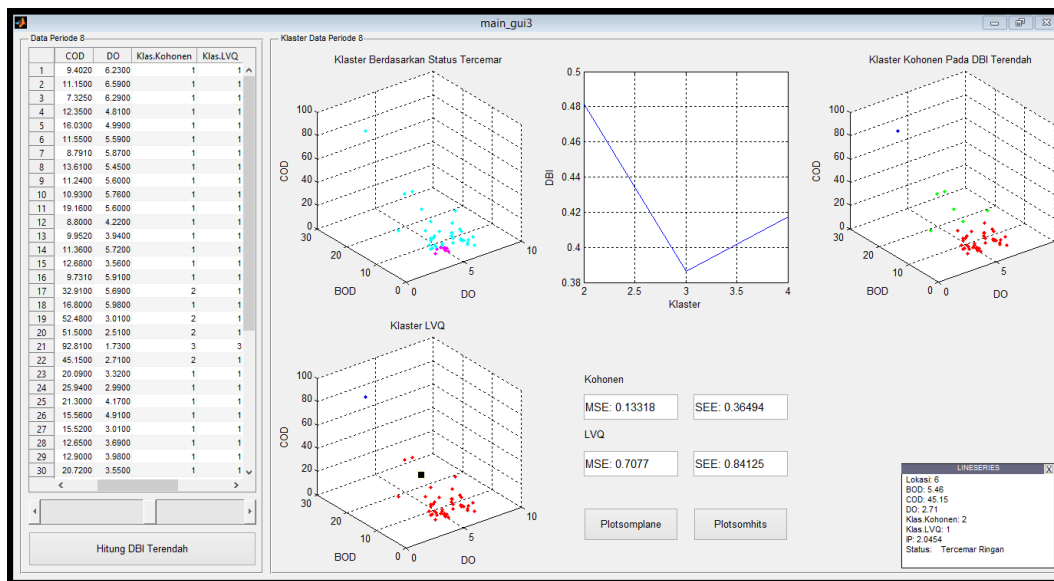 main_gui3
Data Periode 8
COD DO Klas.Kohonen Klas.LVQ
1 9.4020 6.2300 1 1
2 11.1500 6.5900 1 1
3 7.3250 6.2900 1 1
4 12.3500 4.8100 1 1
5 16.0300 4.9900 1 1
6 11.5500 5.5900 1 1
7 8.7910 5.8700 1 1
8 13.6100 5.4500 1 1
9 11.2400 5.6000 1 1
10 10.9300 5.7600 1 1
11 19.1600 5.6000 1 1
12 8.8000 4.2200 1 1
13 9.9520 3.9400 1 1
14 11.3600 5.7200 1 1
15 12.6800 3.5600 1 1
16 9.7310 5.9100 1 1
17 32.9100 5.6900 2 1
18 16.8000 5.9800 1 1
19 52.4800 3.0100 2 1
20 51.5000 2.5100 2 1
21 92.8100 1.7300 3 3
22 45.1500 2.7100 2 1
23 20.0900 3.3200 1 1
24 25.9400 2.9900 1 1
25 21.3000 4.1700 1 1
26 15.5600 4.9100 1 1
27 15.5200 3.0100 1 1
28 12.6500 3.6900 1 1
29 12.9000 3.9800 1 1
30 20.7200 3.5500 1 1
Hitung DBI Terendah
Klaster Data Periode 8
Klaster Berdasarkan Status Tercemar
100
80
60
40
20
0
COD
30
20
10
0
BOD
0
5
10
DO
0.5
0.48
0.46
0.44
0.42
0.4
0.38
DBI
2 2.5 3 3.5 4
Klaster
Klaster Kohonen Pada DBI Terendah
100
80
60
40
20
0
COD
30
20
10
0
BOD
0
5
10
DO
Klaster LVQ
100
80
60
40
20
0
COD
30
20
10
0
BOD
0
5
10
DO
Kohonen
MSE: 0.13318 SEE: 0.36494
LVQ
MSE: 0.7077 SEE: 0.84125
Plotsomplane Plotsomhits
LINESERIES X
Lokasi: 6
BOD: 5.46
COD: 45.15
DO: 2.71
Klas.Kohonen: 2
Klas.LVQ: 1
IP: 2.0454
Status: Tercemar Ringan